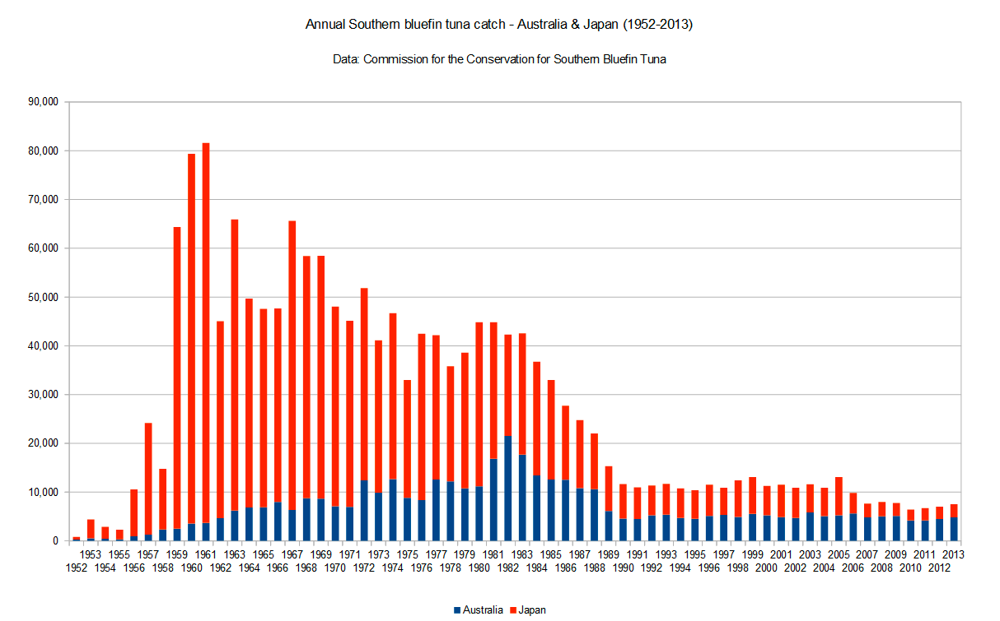 Annual Southern bluefin tuna catch - Australia & Japan (1952-2013)
Data: Commission for the Conservation for Southern Bluefin Tuna
90,000
80,000
70,000
60,000
50,000
40,000
30,000
20,000
10,000
0
1953 1955 1957 1959 1961 1963 1965 1967 1969 1971 1973 1975 1977 1979 1981 1983 1985 1987 1989 1991 1993 1995 1997 1999 2001 2003 2005 2007 2009 2011 2013
1952 1954 1956 1958 1960 1962 1964 1966 1968 1970 1972 1974 1976 1978 1980 1982 1984 1986 1988 1990 1992 1994 1996 1998 2000 2002 2004 2006 2008 2010 2012
Australia Japan